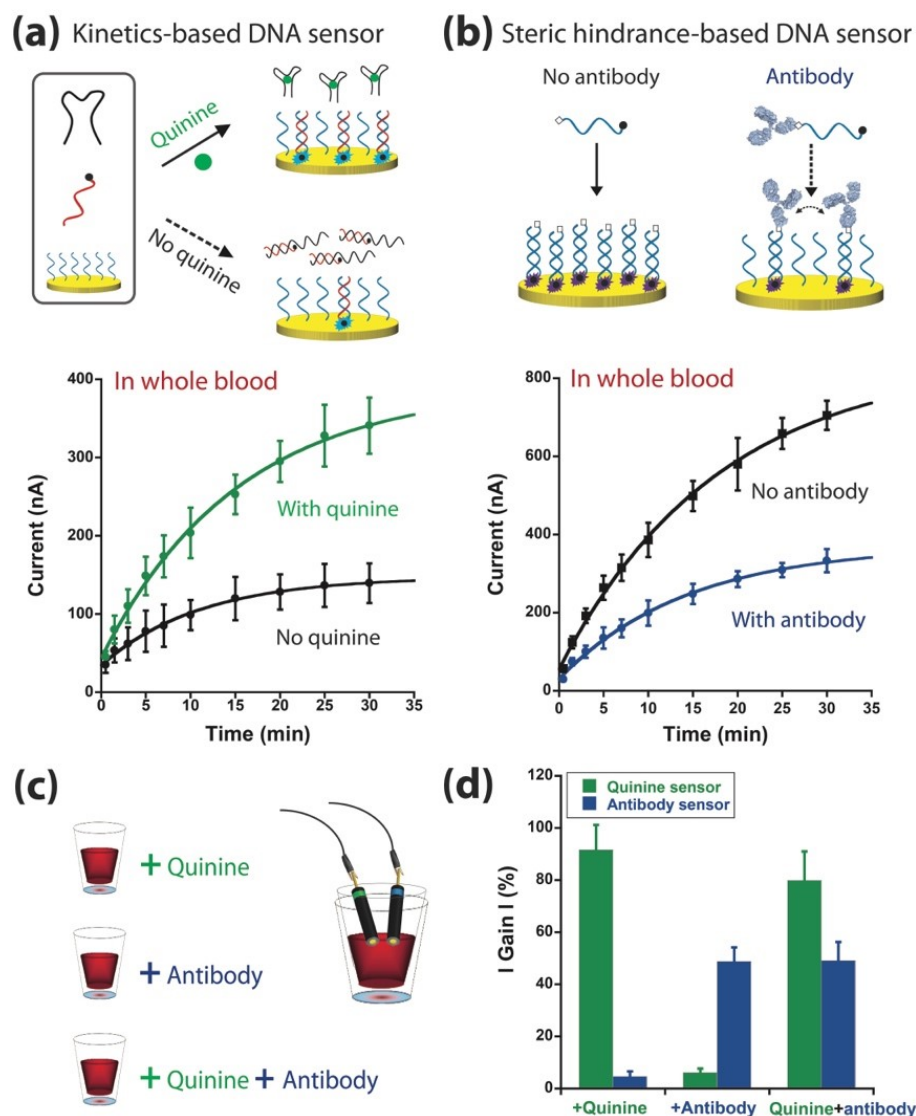 (a) Kinetics-based DNA sensor
Quinine
No quinine
In whole blood
400
300
200
100
0
Current (nA)
With quinine
No quinine
0 5 10 15 20 25 30 35
Time (min)
(b) Steric hindrance-based DNA sensor
No antibody
Antibody
In whole blood
800
600
400
200
0
Current (nA)
No antibody
With antibody
0 5 10 15 20 25 30 35
Time (min)
(c)
+ Quinine
+ Antibody
+ Quinine + Antibody
(d)
120
100
80
60
40
20
0
I Gain I (%)
Quinine sensor
Antibody sensor
+Quinine +Antibody Quinine+antibody